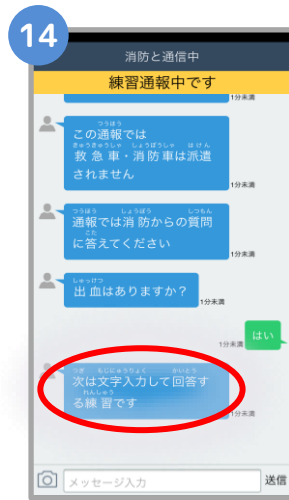 14
消防と通信中
練習通報中です
1分未満
つうほう
この通報では
きゅうきゅうしゃ しょうぼうしゃ はけん
救急車・消防車は派遣
されません
1分未満
つうほう しょうぼう しつもん
通報では消防からの質問
こた
に答えてください
1分未満
しゅっけつ
出血はありますか？
1分未満
はい
1分未満
つぎ もじにゅうりょく かいとう
次は文字入力して回答す
れんしゅう
る練習です
1分未満
メッセージ入力
送信